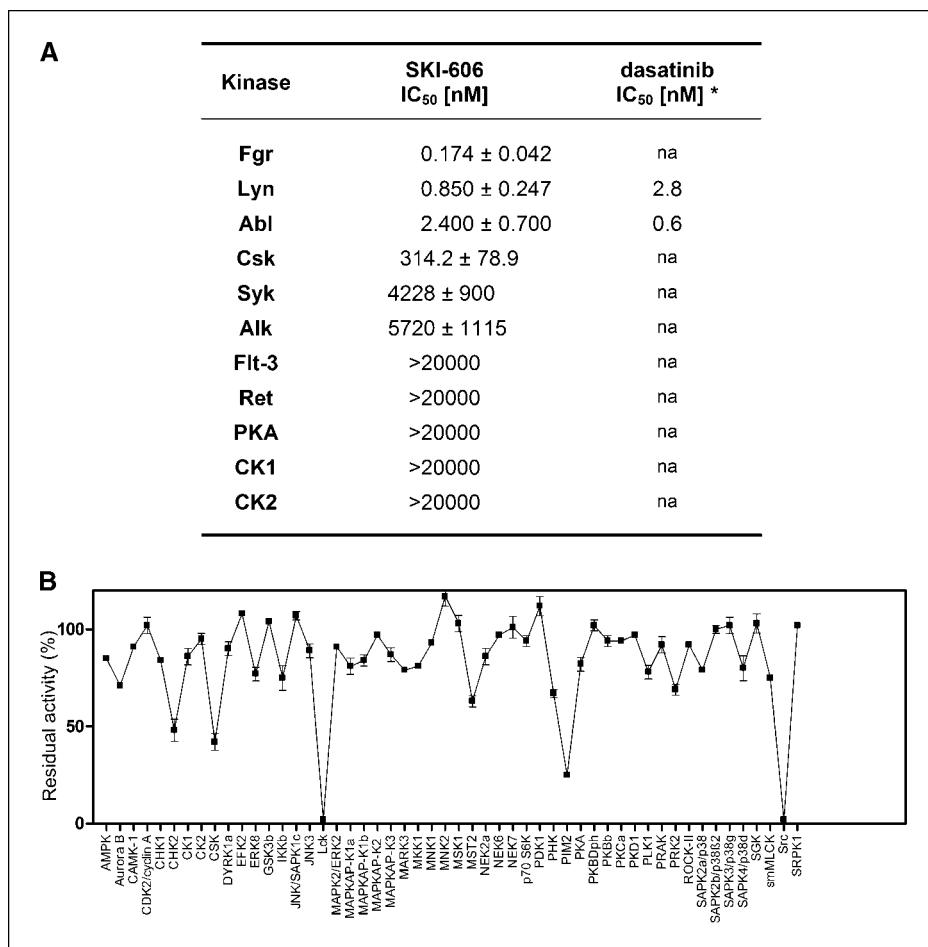 A
Kinase SKI-606 IC50 [nM] dasatinib IC50 [nM] *
Fgr 0.174 ± 0.042 na
Lyn 0.850 ± 0.247 2.8
Abl 2.400 ± 0.700 0.6
Csk 314.2 ± 78.9 na
Syk 4228 ± 900 na
Alk 5720 ± 1115 na
Flt-3 >20000 na
Ret >20000 na
PKA >20000 na
CK1 >20000 na
CK2 >20000 na
B
Residual activity (%)
100
50
0
AMPK
Aurora B
CAMK-1
CDK2/cyclin A
CHK1
CHK2
CK1
CK2
CSK
DYRK1a
EFK2
ERK8
GSK3b
IKKb
JNK/SAPK1c
JNK3
Lck
MAPK2/ERK2
MAPKAP-K1a
MAPKAP-K1b
MAPKAP-K2
MAPKAP-K3
MARK3
MKK1
MNK1
MNK2
MSK1
MST2
NEK2a
NEK6
NEK7
p70 S6K
PDK1
PHK
PIM2
PKA
PKBDph
PKBb
PKCa
PKD1
PLK1
PRAK
PRK2
ROCK-II
SAPK2a/p38
SAPK2b/p38ß2
SAPK3/p38g
SAPK4/p38d
SGK
smMLCK
Src
SRPK1